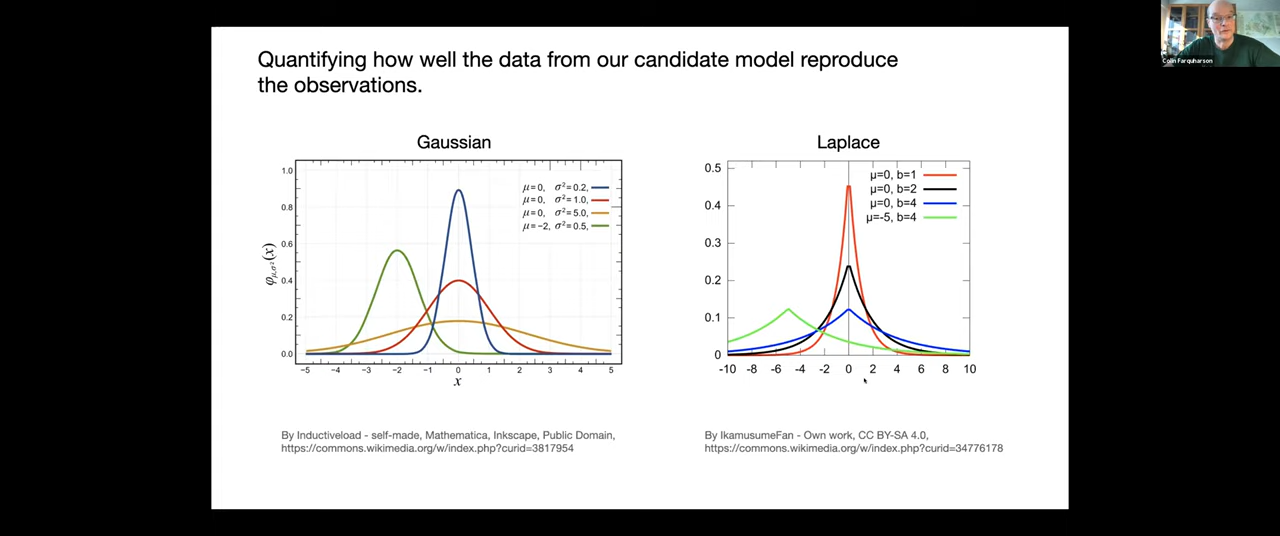 Colin Farquharson
Quantifying how well the data from our candidate model reproduce
the observations.
Gaussian
φμ,σ²(x)
1.0
0.8
0.6
0.4
0.2
0.0
μ=0, σ²=0.2,
μ=0, σ²=1.0,
μ=0, σ²=5.0,
μ=−2, σ²=0.5,
−5 −4 −3 −2 −1 0 1 2 3 4 5
x
By Inductiveload - self-made, Mathematica, Inkscape, Public Domain,
https://commons.wikimedia.org/w/index.php?curid=3817954
Laplace
0.5
0.4
0.3
0.2
0.1
0
μ=0, b=1
μ=0, b=2
μ=0, b=4
μ=-5, b=4
-10 -8 -6 -4 -2 0 2 4 6 8 10
By IkamusumeFan - Own work, CC BY-SA 4.0,
https://commons.wikimedia.org/w/index.php?curid=34776178